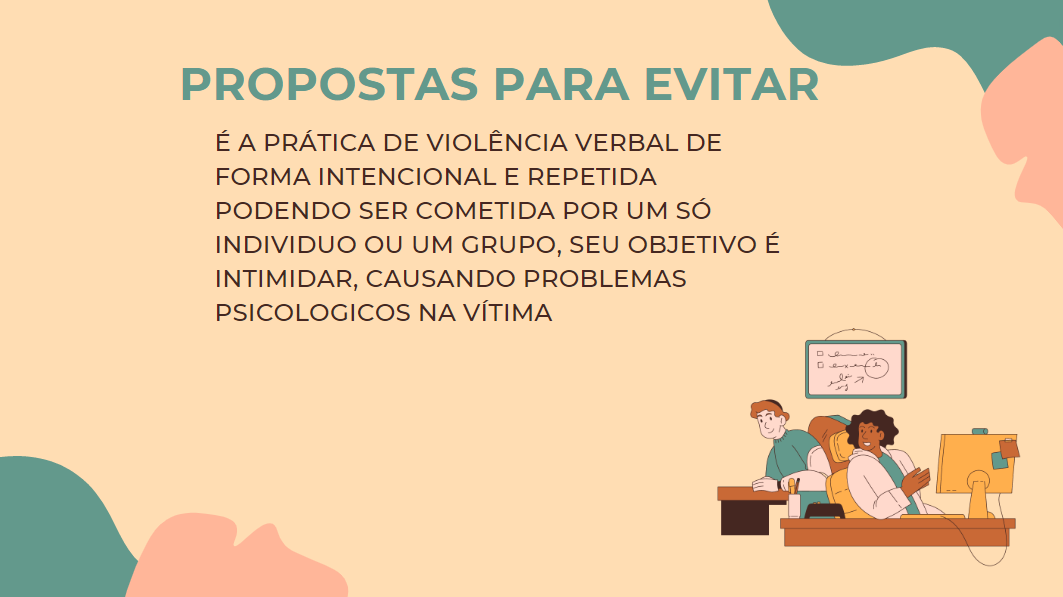 PROPOSTAS PARA EVITAR
É A PRÁTICA DE VIOLÊNCIA VERBAL DE
FORMA INTENCIONAL E REPETIDA
PODENDO SER COMETIDA POR UM SÓ
INDIVIDUO OU UM GRUPO, SEU OBJETIVO É
INTIMIDAR, CAUSANDO PROBLEMAS
PSICOLOGICOS NA VÍTIMA